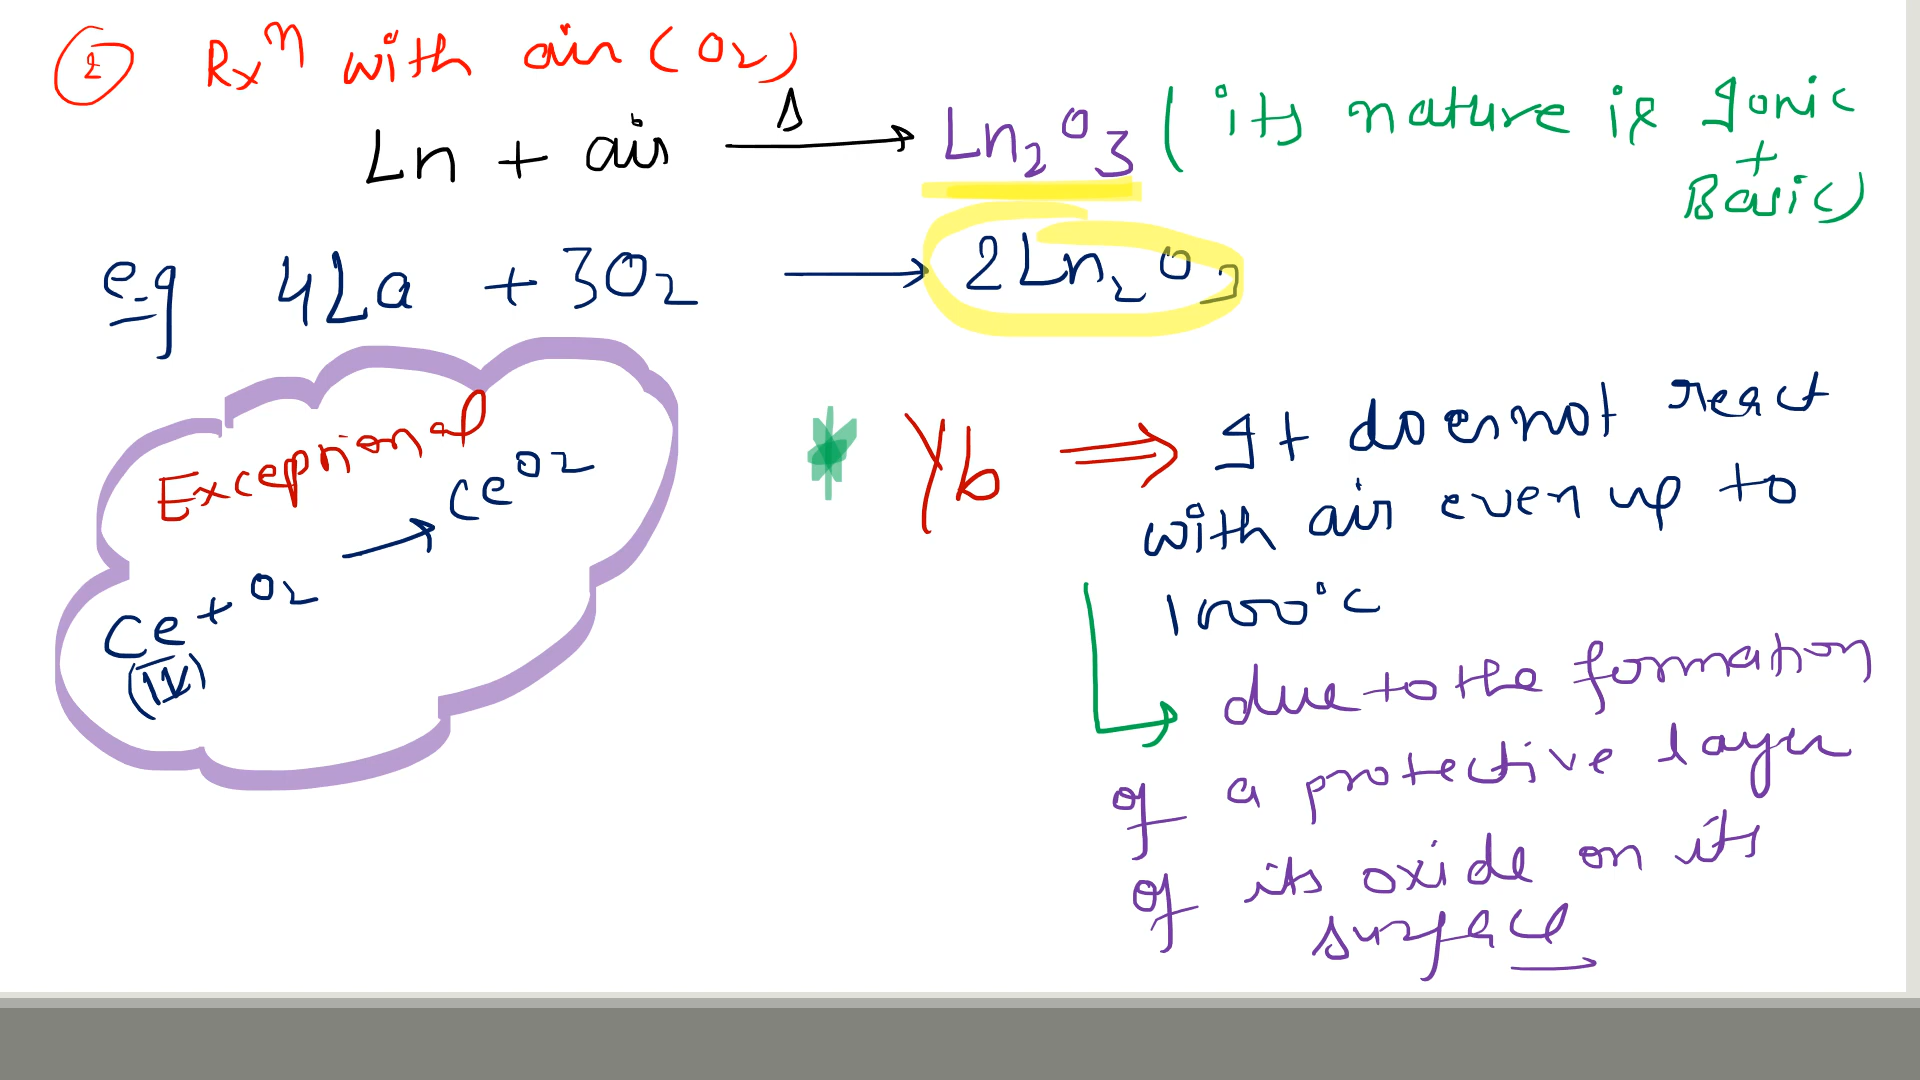 ② Rxⁿ with air (O₂)
Ln + air —Δ→ Ln₂O₃ (its nature is Ionic + Basic)
e.g 4La + 3O₂ → 2Ln₂O₃
Exceptional
Ce + O₂ → CeO₂
(IV)
* Yb ⇒ It does not react
with air even up to
1000°C
due to the formation
of a protective layer
of its oxide on its
surface